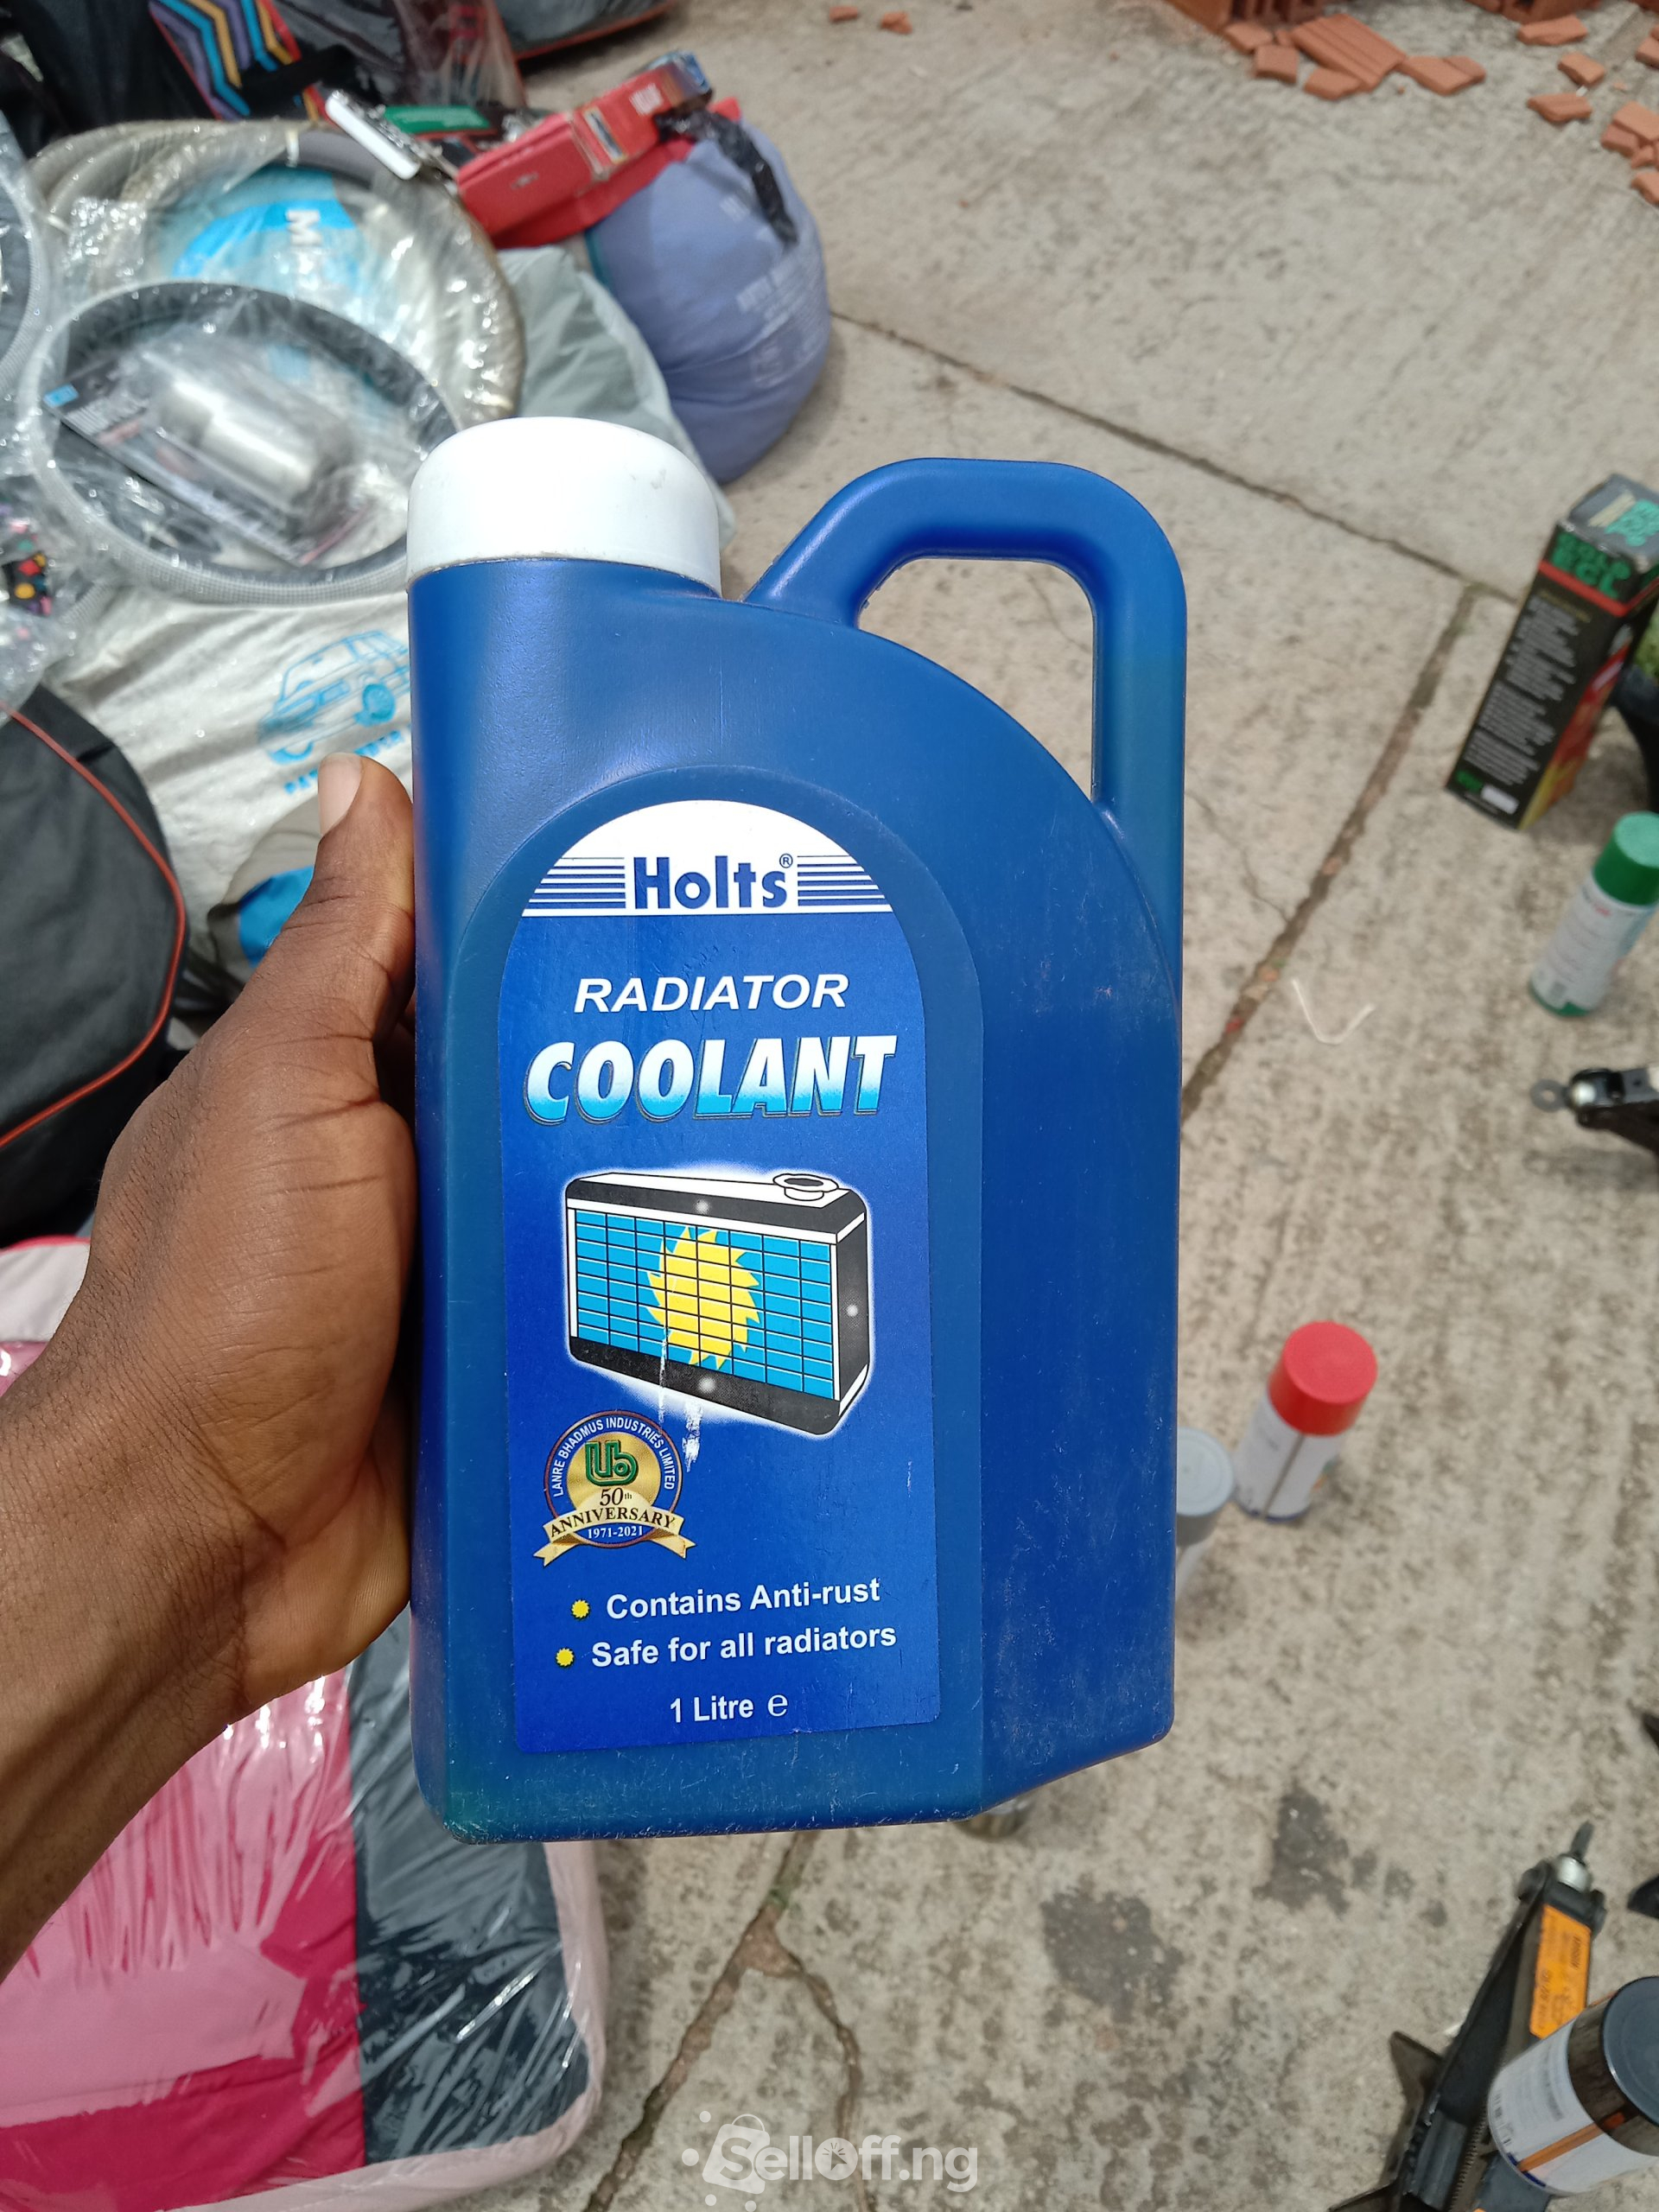 Holts®
RADIATOR
COOLANT
LANRE BHADMUS INDUSTRIES LIMITED
50th
ANNIVERSARY
1971-2021
Contains Anti-rust
Safe for all radiators
1 Litre ℮
SellOff.ng